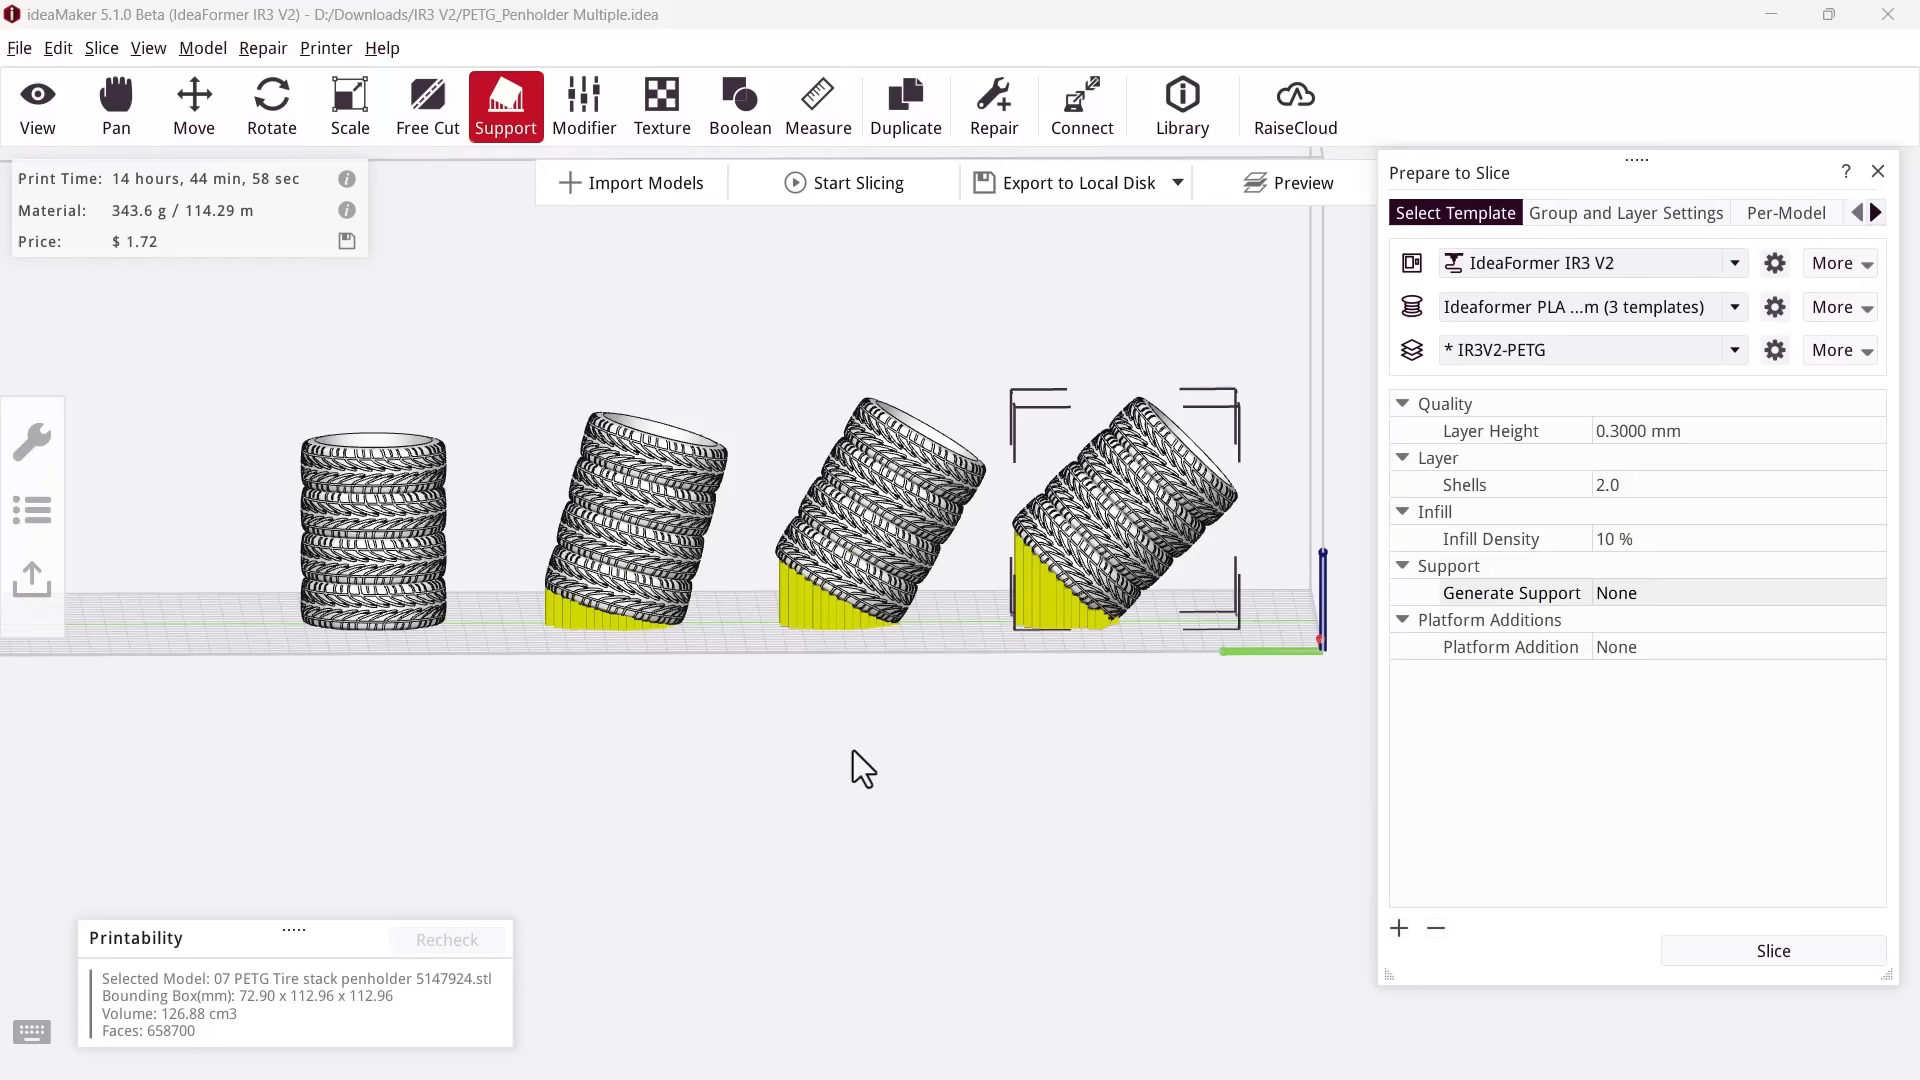 ideaMaker 5.1.0 Beta (IdeaFormer IR3 V2) - D:/Downloads/IR3 V2/PETG_Penholder Multiple.idea
File Edit Slice View Model Repair Printer Help
View Pan Move Rotate Scale Free Cut Support Modifier Texture Boolean Measure Duplicate Repair Connect Library RaiseCloud
Print Time: 14 hours, 44 min, 58 sec
Material: 343.6 g / 114.29 m
Price: $ 1.72
Import Models Start Slicing Export to Local Disk Preview
Prepare to Slice ?
Select Template Group and Layer Settings Per-Model
IdeaFormer IR3 V2 More
Ideaformer PLA ...m (3 templates) More
* IR3V2-PETG More
Quality
Layer Height 0.3000 mm
Layer
Shells 2.0
Infill
Infill Density 10 %
Support
Generate Support None
Platform Additions
Platform Addition None
Slice
Printability Recheck
Selected Model: 07 PETG Tire stack penholder 5147924.stl
Bounding Box(mm): 72.90 x 112.96 x 112.96
Volume: 126.88 cm3
Faces: 658700